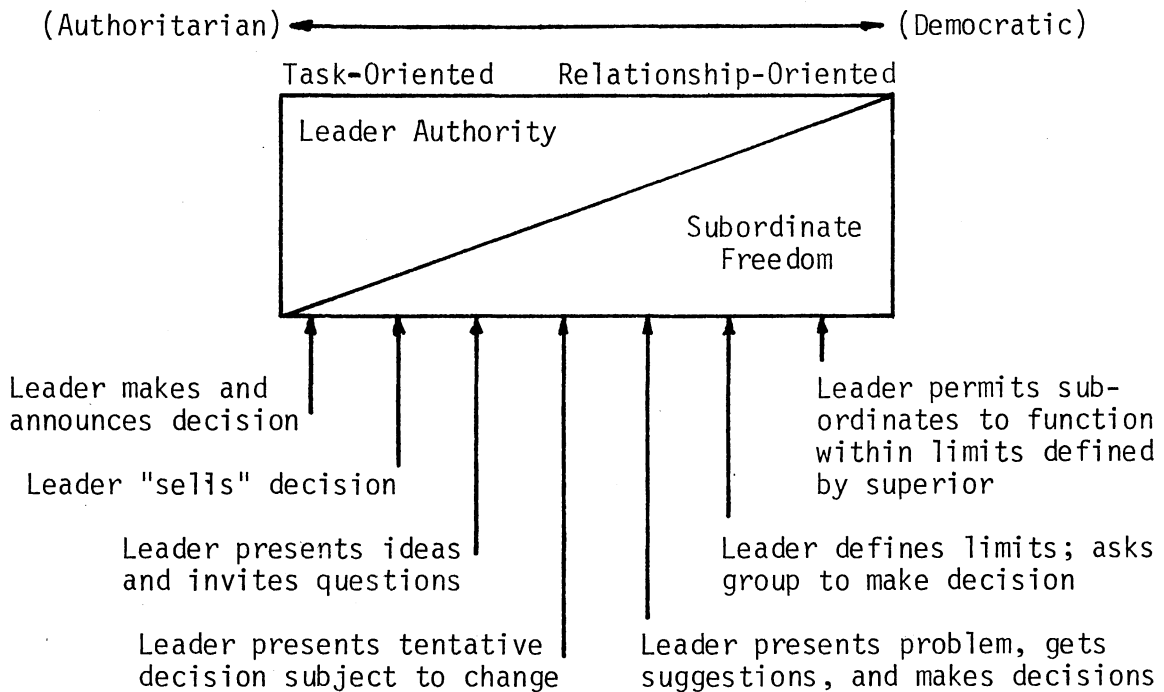 (Authoritarian) (Democratic)
Task-Oriented Relationship-Oriented
Leader Authority
Subordinate
Freedom
Leader makes and
announces decision
Leader "sells" decision
Leader presents ideas
and invites questions
Leader presents tentative
decision subject to change
Leader presents problem, gets
suggestions, and makes decisions
Leader defines limits; asks
group to make decision
Leader permits sub-
ordinates to function
within limits defined
by superior